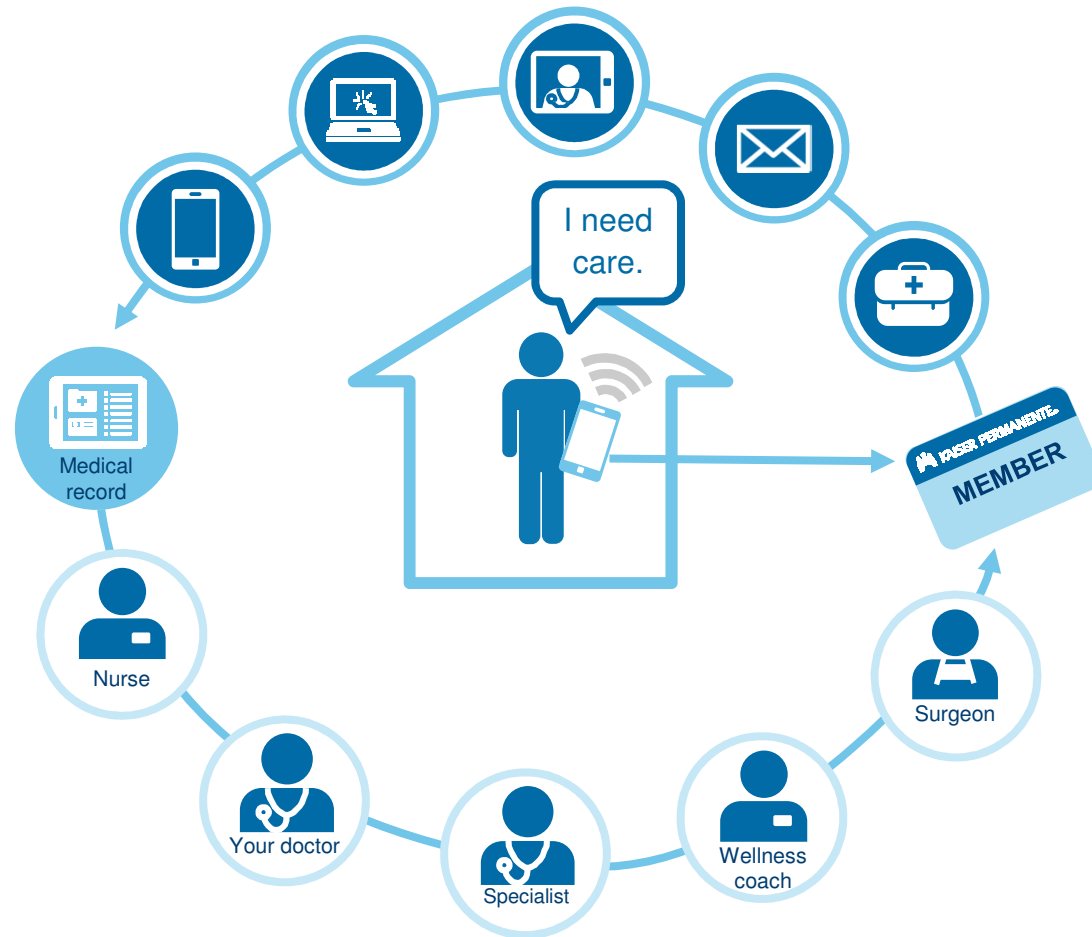 I need
care.
KAISER PERMANENTE®
MEMBER
Medical
record
Nurse
Your doctor
Specialist
Wellness
coach
Surgeon